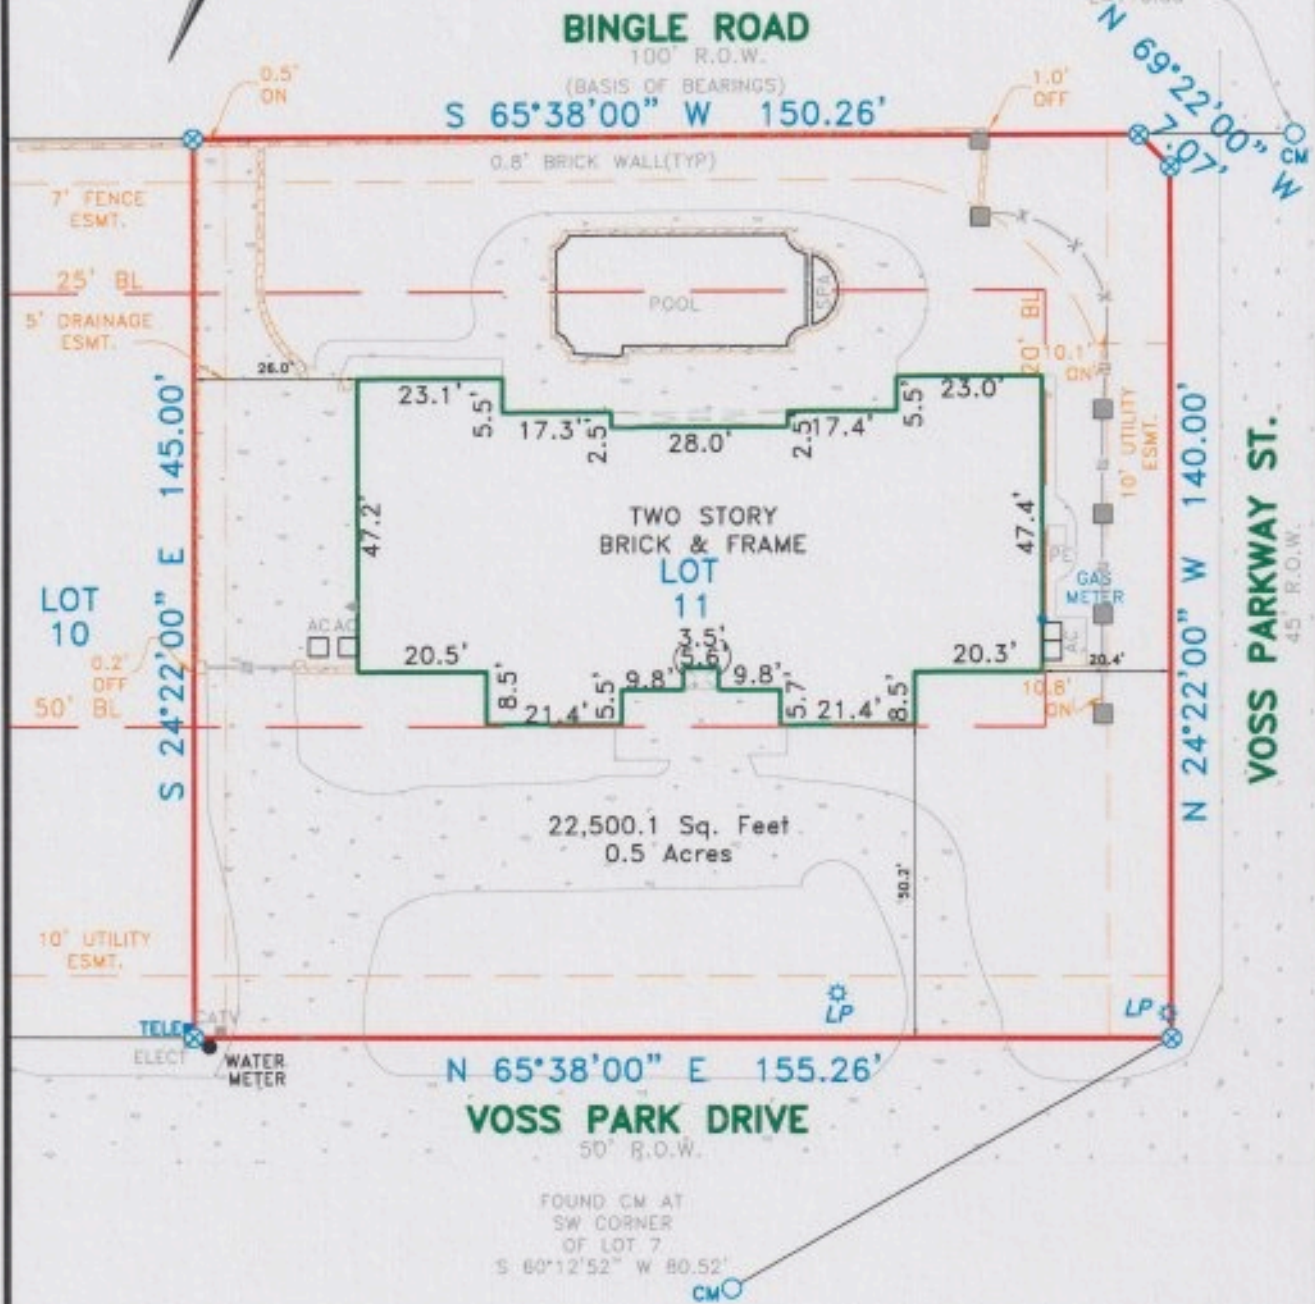 BINGLE ROAD
100' R.O.W.
(BASIS OF BEARINGS)
S 65°38'00" W 150.26'
N 69°22'00" W
7.07'
CM
0.5'
ON
1.0'
OFF
0.8' BRICK WALL(TYP)
7' FENCE
ESMT.
25' BL
5' DRAINAGE
ESMT.
POOL
SPA
20' BL
10.1'
ON
26.0'
23.1'
5.5'
17.3'
2.5'
28.0'
2.5'
17.4'
5.5'
23.0'
10' UTILITY
ESMT.
S 24°22'00" E 145.00'
N 24°22'00" W 140.00'
VOSS PARKWAY ST.
45' R.O.W.
47.2'
47.4'
TWO STORY
BRICK & FRAME
LOT
11
PE
GAS
METER
LOT
10
AC AC
AC
0.2'
OFF
50' BL
20.5'
8.5'
21.4'
5.5'
9.8'
3.5'
9.8'
5.7'
21.4'
8.5'
20.3'
20.4'
10.8'
ON
22,500.1 Sq. Feet
0.5 Acres
50.2'
10' UTILITY
ESMT.
LP
LP
TELE
CATV
ELECT
WATER
METER
N 65°38'00" E 155.26'
VOSS PARK DRIVE
50' R.O.W.
FOUND CM AT
SW CORNER
OF LOT 7
S 60°12'52" W 80.52'
CM